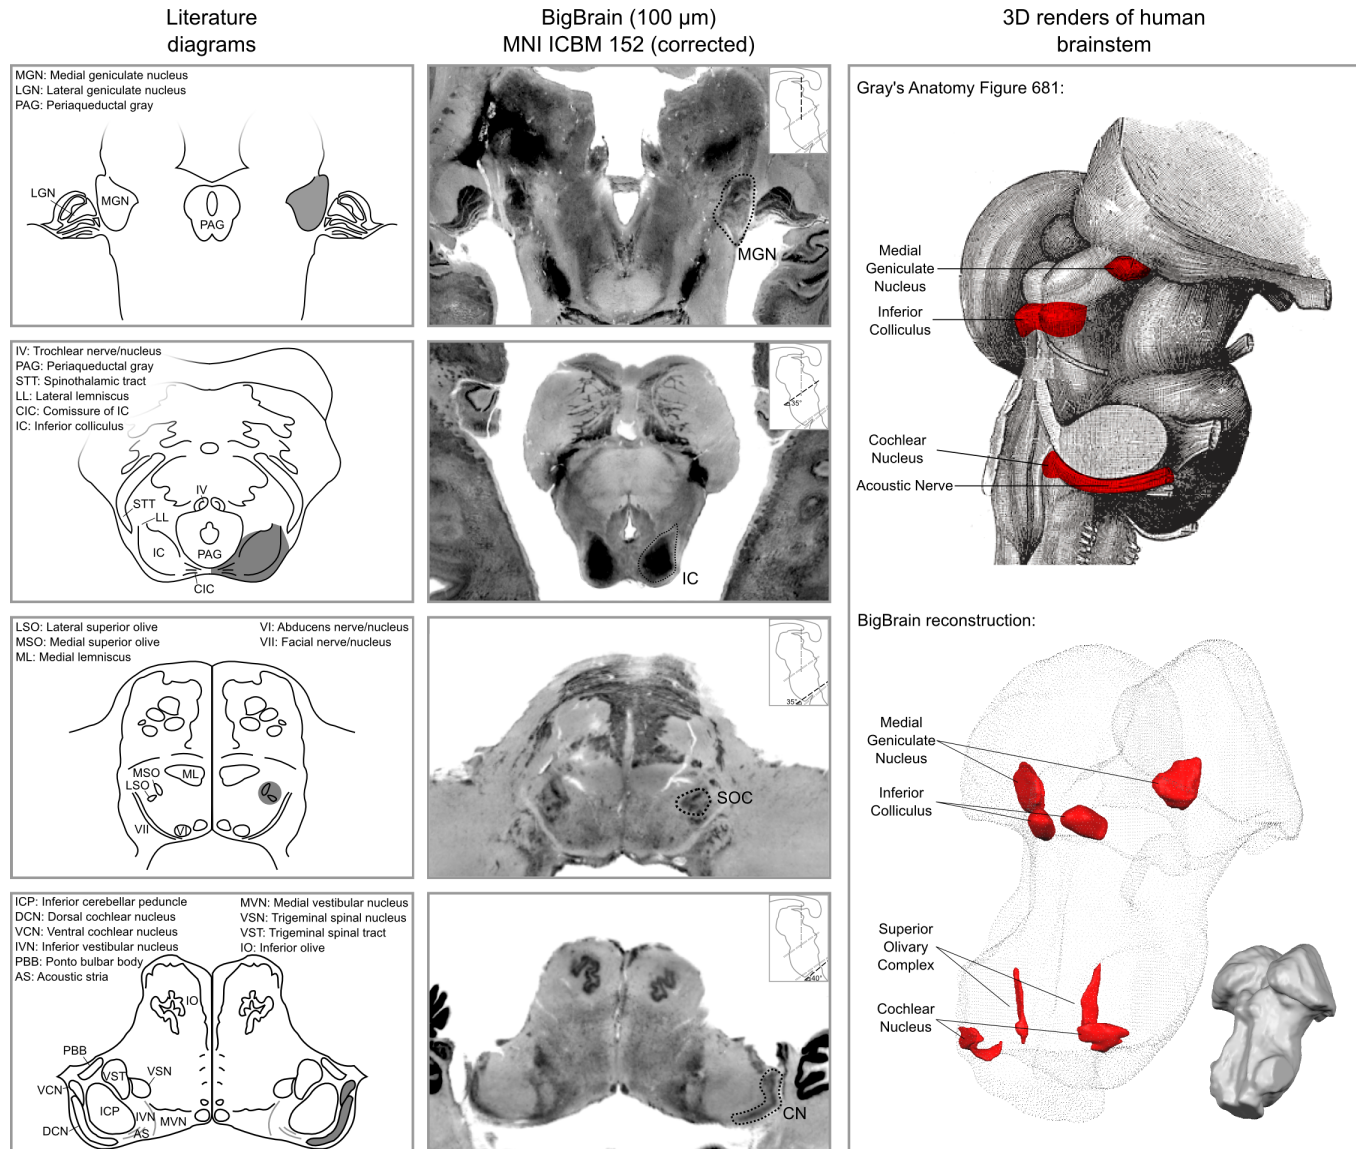 Literature
diagrams
BigBrain (100 µm)
MNI ICBM 152 (corrected)
3D renders of human
brainstem
MGN: Medial geniculate nucleus
LGN: Lateral geniculate nucleus
PAG: Periaqueductal gray
LGN
MGN
PAG
MGN
IV: Trochlear nerve/nucleus
PAG: Periaqueductal gray
STT: Spinothalamic tract
LL: Lateral lemniscus
CIC: Comissure of IC
IC: Inferior colliculus
IV
STT
LL
IC
PAG
CIC
35°
IC
LSO: Lateral superior olive
MSO: Medial superior olive
ML: Medial lemniscus
VI: Abducens nerve/nucleus
VII: Facial nerve/nucleus
MSO
LSO
ML
VII
VI
35°
SOC
ICP: Inferior cerebellar peduncle
DCN: Dorsal cochlear nucleus
VCN: Ventral cochlear nucleus
IVN: Inferior vestibular nucleus
PBB: Ponto bulbar body
AS: Acoustic stria
MVN: Medial vestibular nucleus
VSN: Trigeminal spinal nucleus
VST: Trigeminal spinal tract
IO: Inferior olive
IO
PBB
VST
VSN
VCN
ICP
IVN
MVN
AS
DCN
40°
CN
Gray's Anatomy Figure 681:
Medial
Geniculate
Nucleus
Inferior
Colliculus
Cochlear
Nucleus
Acoustic Nerve
BigBrain reconstruction:
Medial
Geniculate
Nucleus
Inferior
Colliculus
Superior
Olivary
Complex
Cochlear
Nucleus